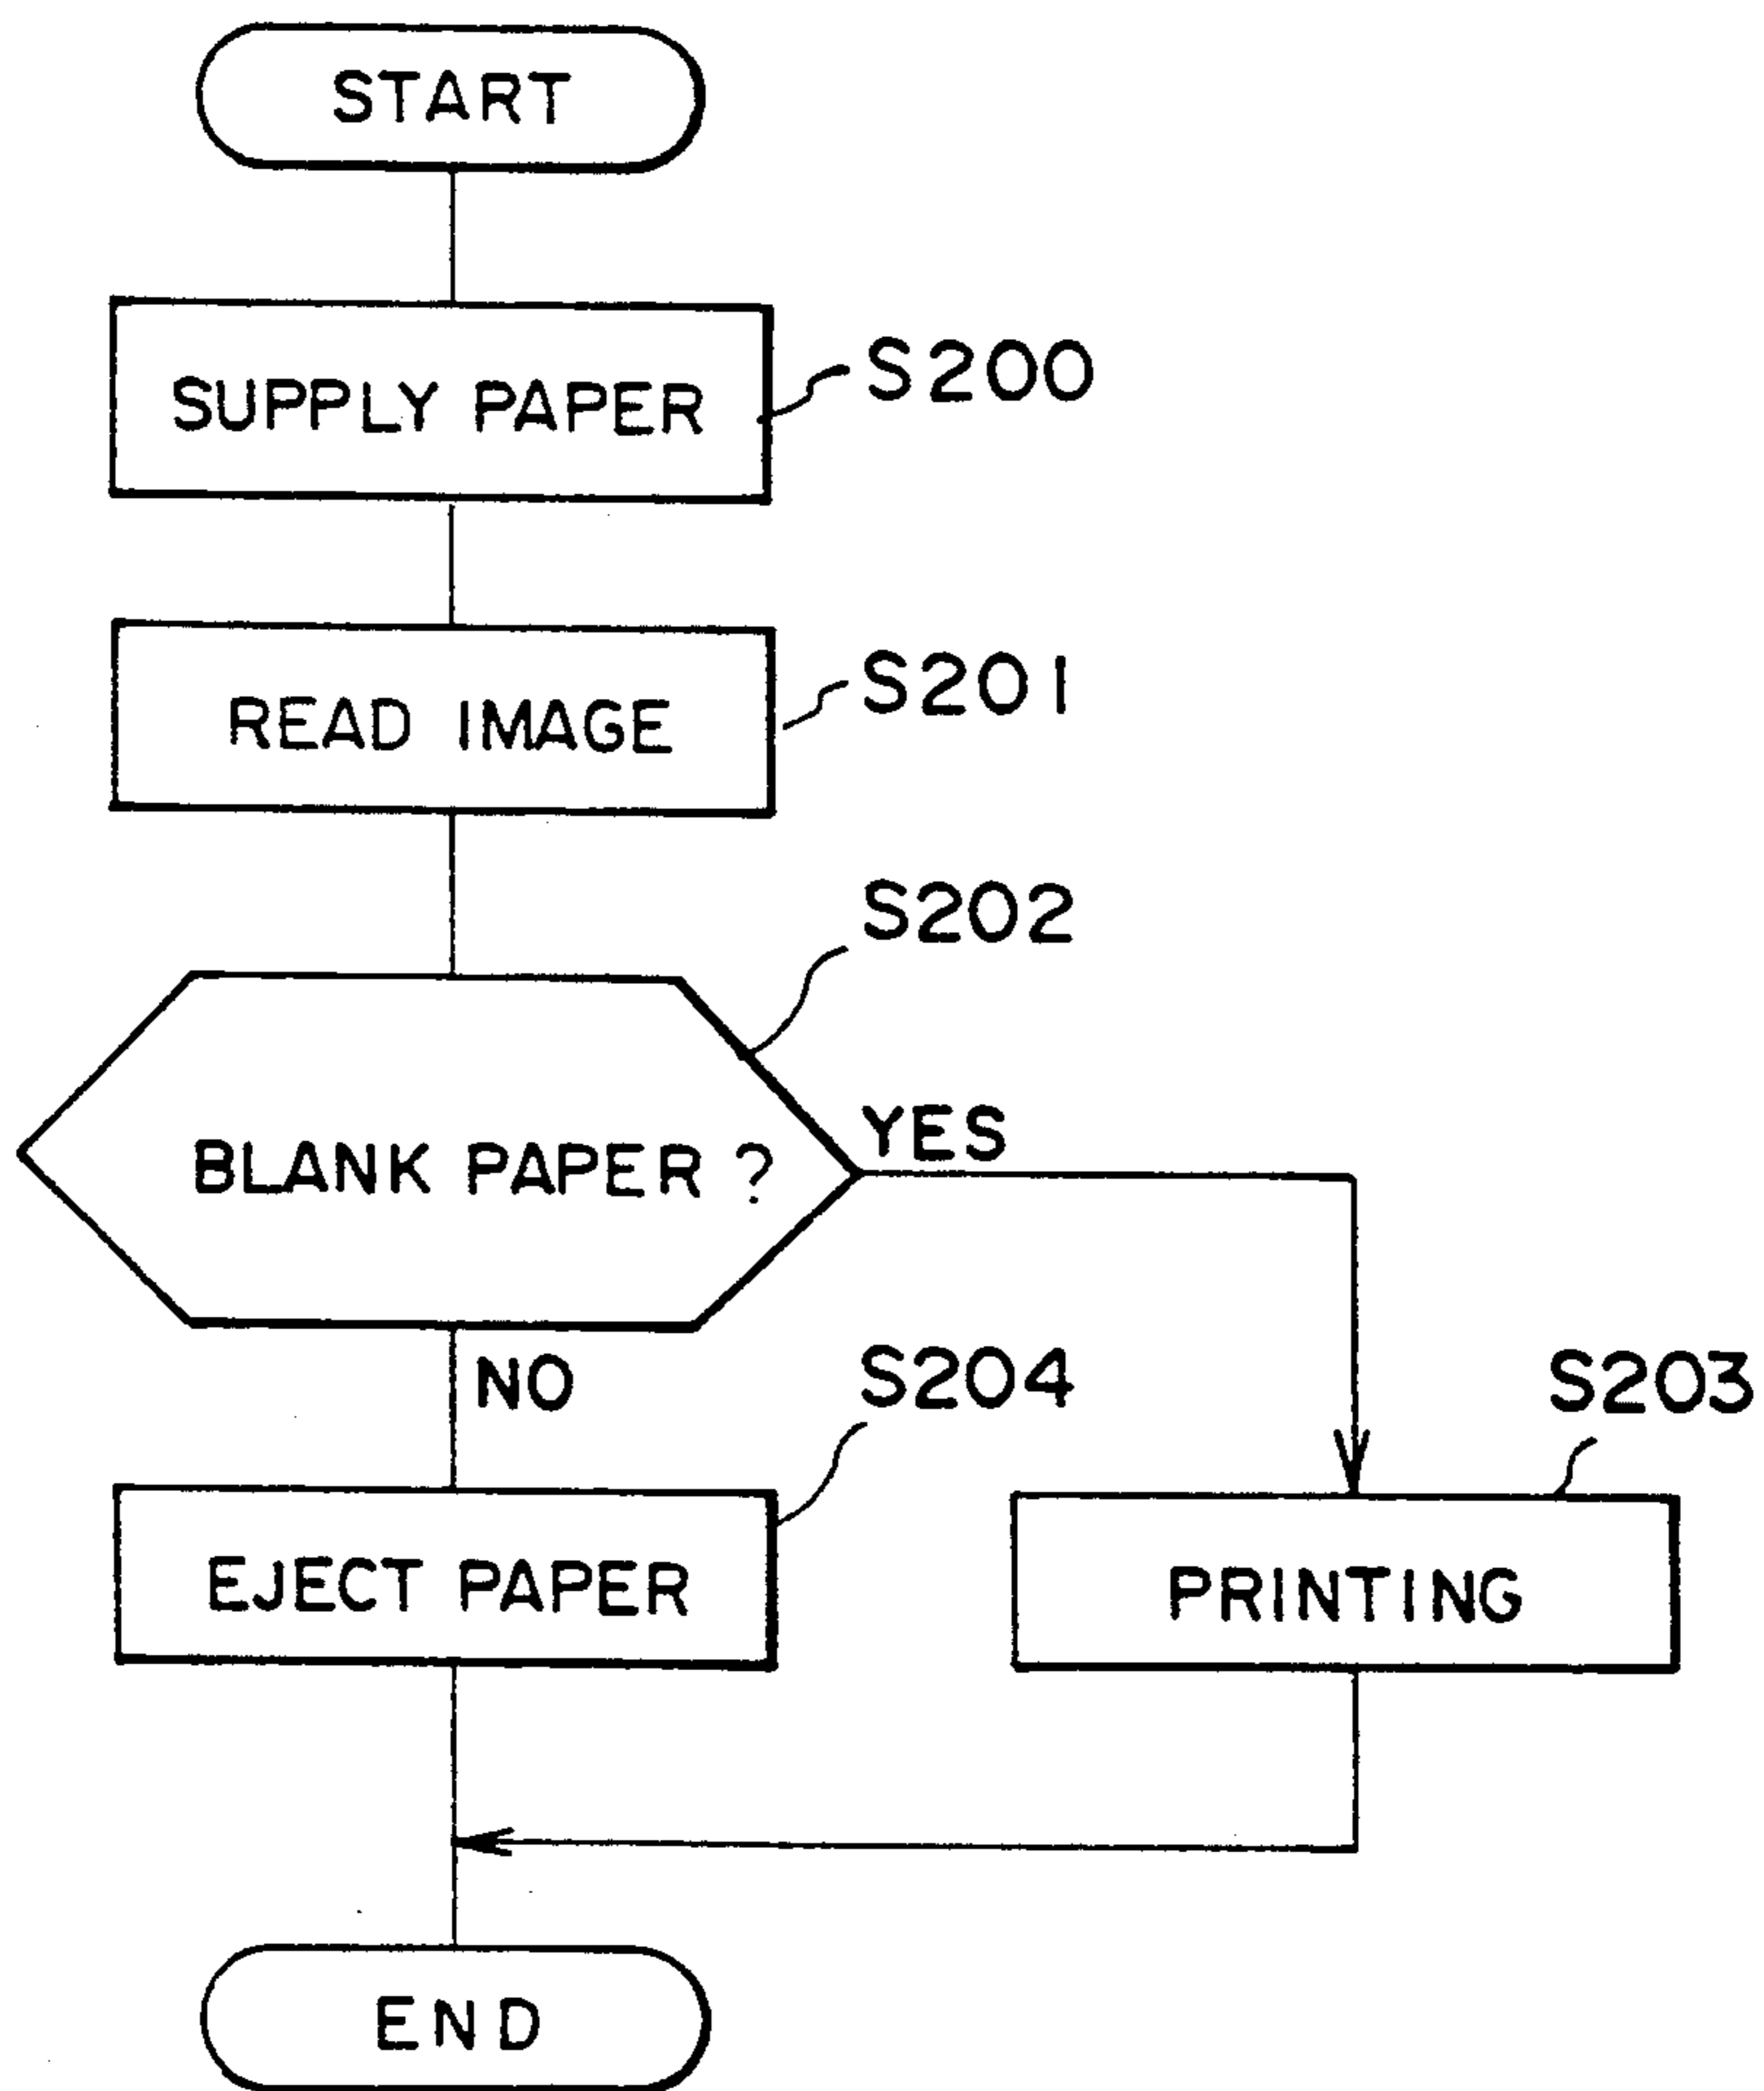 START
SUPPLY PAPER
S200
READ IMAGE
S201
S202
BLANK PAPER ?
YES
NO
S204
S203
EJECT PAPER
PRINTING
END